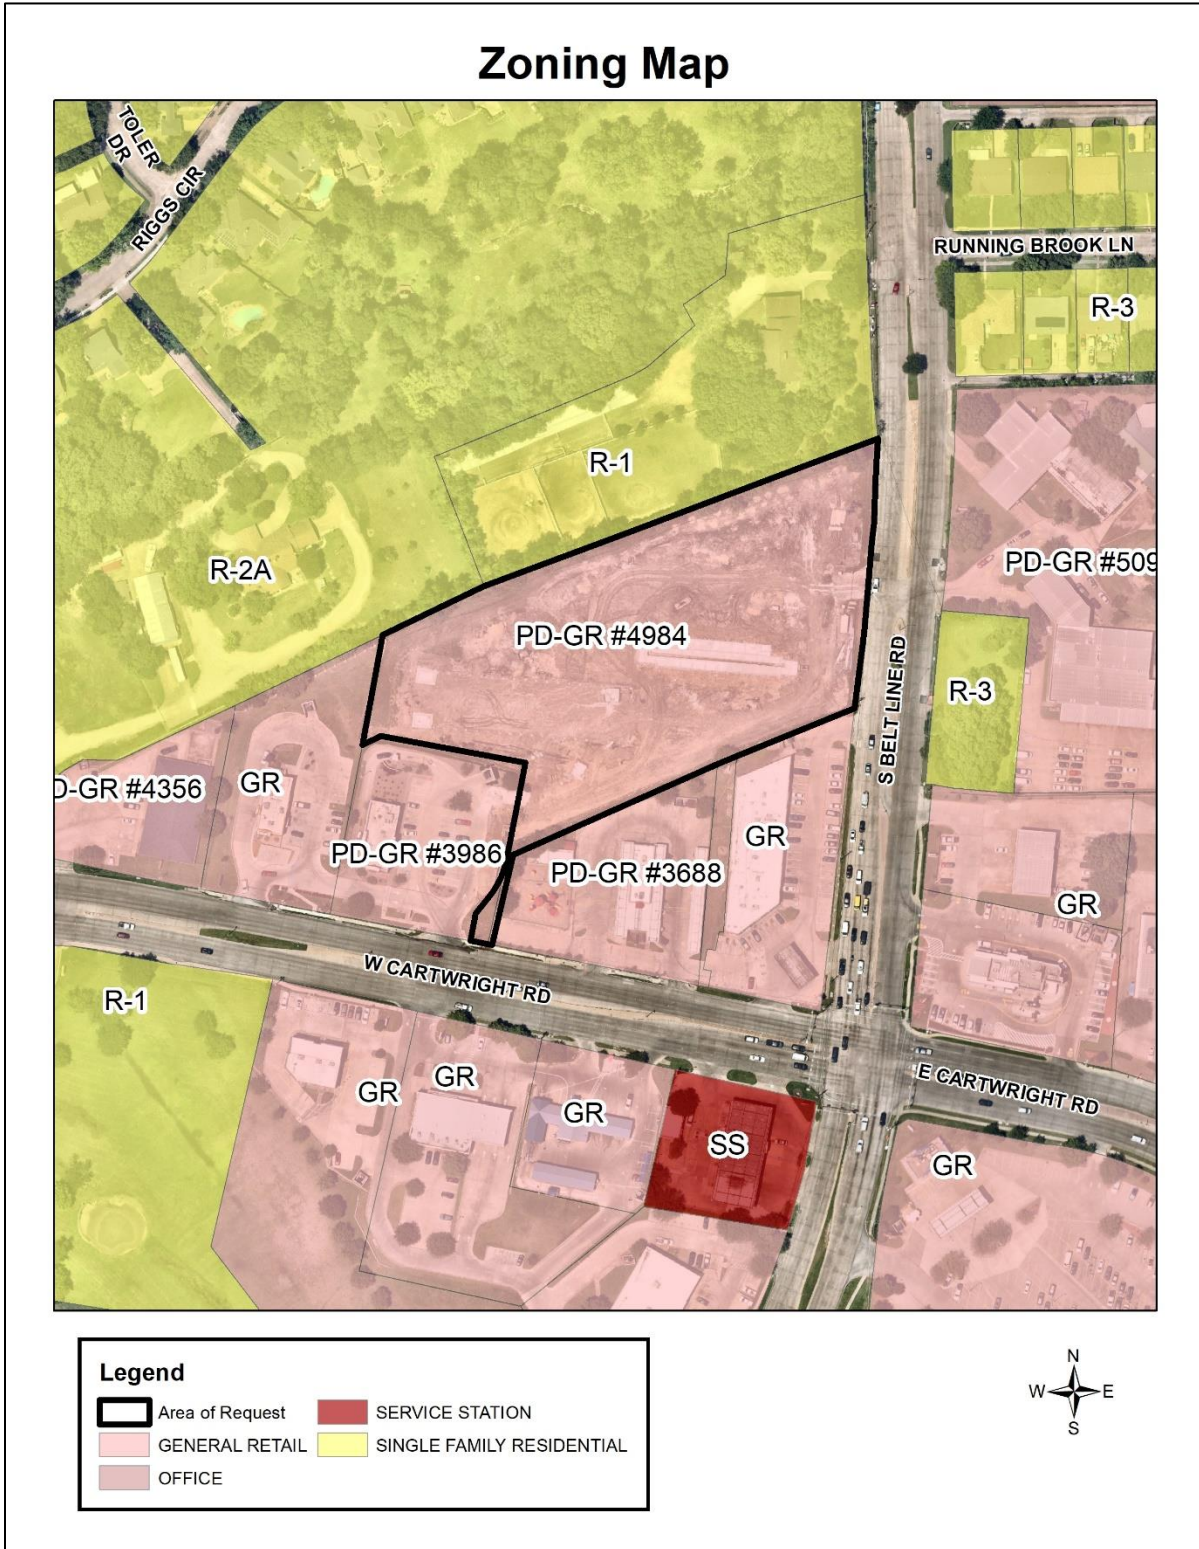 Zoning Map
TOLER
DR
RIGGS CIR
RUNNING BROOK LN
R-3
R-1
R-2A
PD-GR #509
PD-GR #4984
S BELT LINE RD
R-3
D-GR #4356
GR
PD-GR #3986
PD-GR #3688
GR
GR
W CARTWRIGHT RD
R-1
GR
GR
GR
SS
E CARTWRIGHT RD
GR
Legend
Area of Request
SERVICE STATION
GENERAL RETAIL
SINGLE FAMILY RESIDENTIAL
OFFICE
N
W
E
S